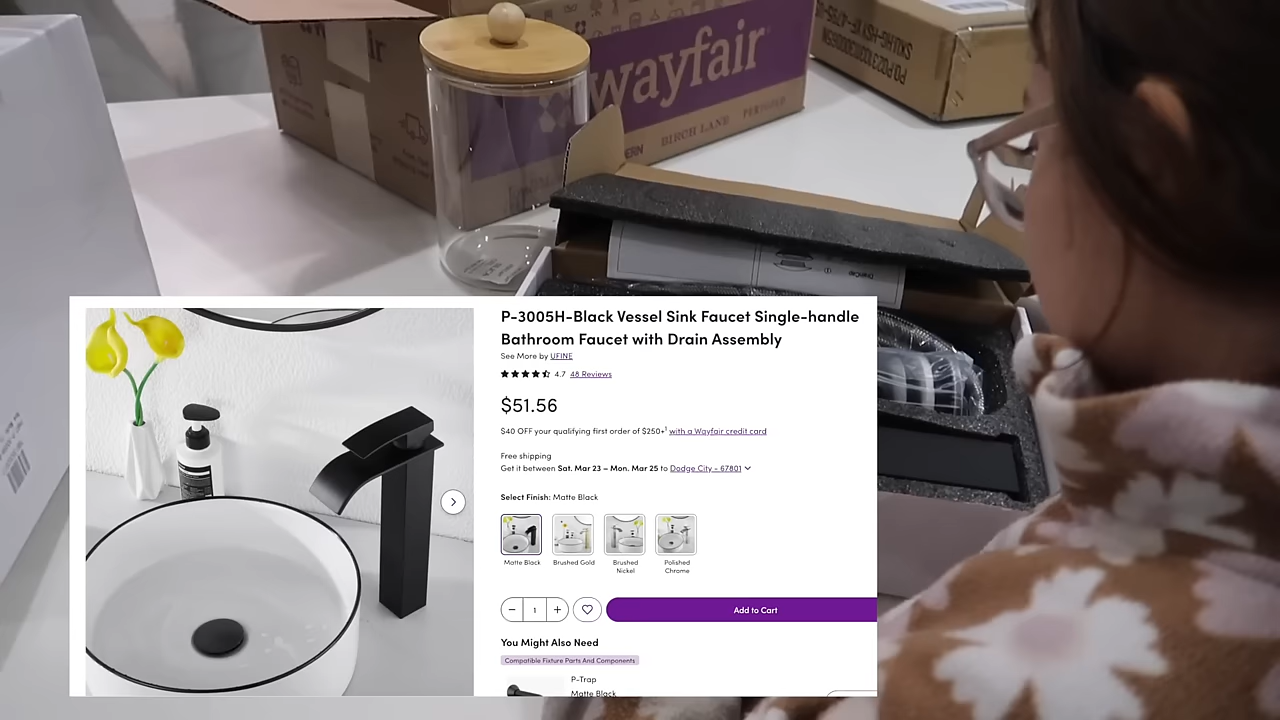 wayfair
BIRCH LANE
PERIGOLD
P-3005H-Black Vessel Sink Faucet Single-handle
Bathroom Faucet with Drain Assembly
See More by UFINE
4.7 48 Reviews
$51.56
$40 OFF your qualifying first order of $250+¹ with a Wayfair credit card
Free shipping
Get it between Sat. Mar 23 – Mon. Mar 25 to Dodge City - 67801
Select Finish: Matte Black
Matte Black
Brushed Gold
Brushed
Nickel
Polished
Chrome
1
Add to Cart
You Might Also Need
Compatible Fixture Parts And Components
P-Trap
Matte Black